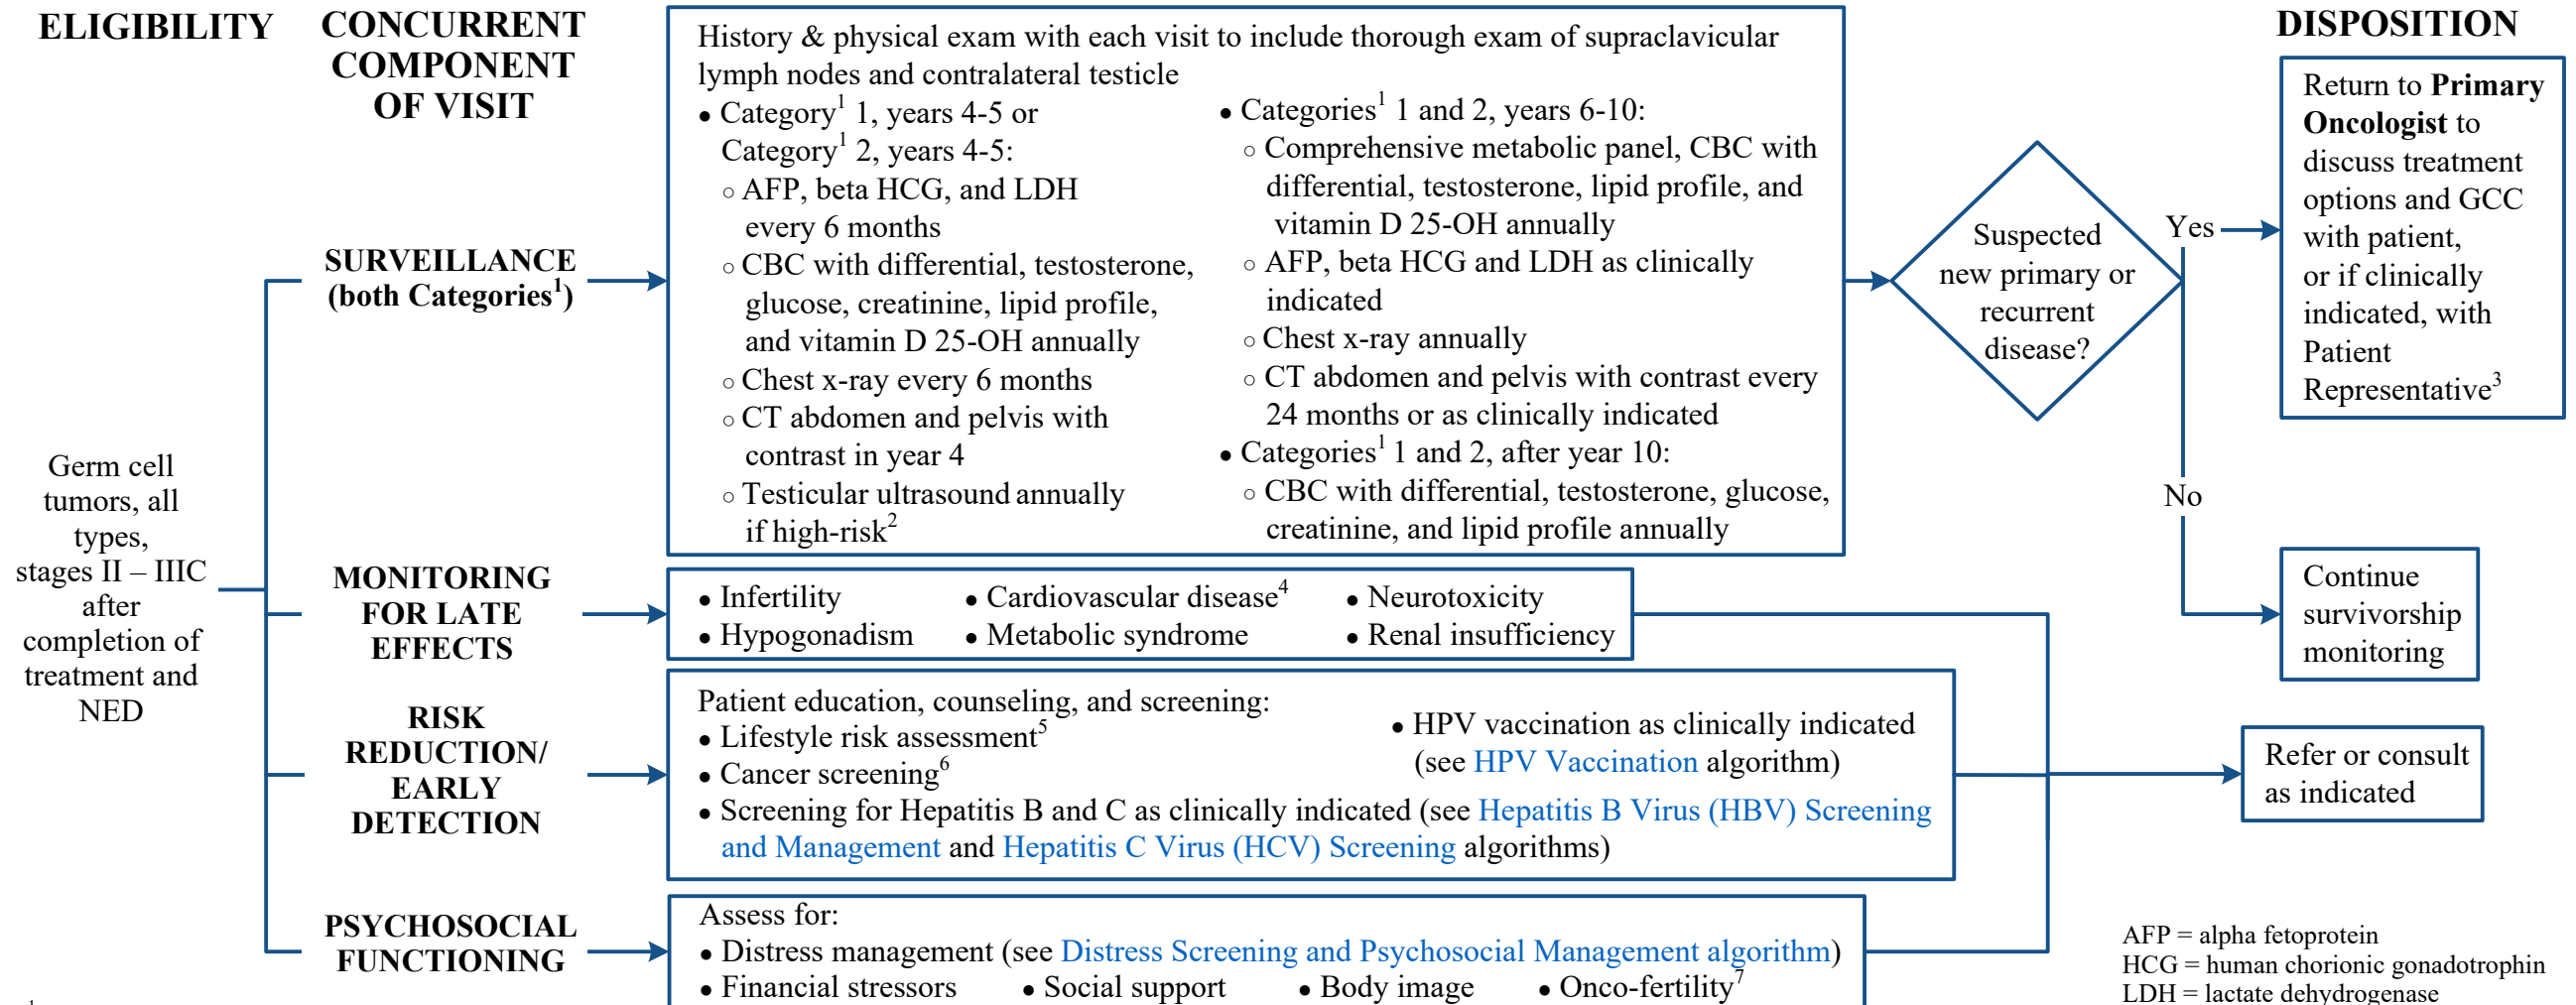 ELIGIBILITY
CONCURRENT
COMPONENT
OF VISIT
DISPOSITION
Germ cell
tumors, all
types,
stages II – IIIC
after
completion of
treatment and
NED
SURVEILLANCE
(both Categories¹)
History & physical exam with each visit to include thorough exam of supraclavicular
lymph nodes and contralateral testicle
● Category¹ 1, years 4-5 or
Category¹ 2, years 4-5:
○ AFP, beta HCG, and LDH
every 6 months
○ CBC with differential, testosterone,
glucose, creatinine, lipid profile,
and vitamin D 25-OH annually
○ Chest x-ray every 6 months
○ CT abdomen and pelvis with
contrast in year 4
○ Testicular ultrasound annually
if high-risk²
● Categories¹ 1 and 2, years 6-10:
○ Comprehensive metabolic panel, CBC with
differential, testosterone, lipid profile, and
vitamin D 25-OH annually
○ AFP, beta HCG and LDH as clinically
indicated
○ Chest x-ray annually
○ CT abdomen and pelvis with contrast every
24 months or as clinically indicated
● Categories¹ 1 and 2, after year 10:
○ CBC with differential, testosterone, glucose,
creatinine, and lipid profile annually
Suspected
new primary or
recurrent
disease?
Yes
Return to Primary
Oncologist to
discuss treatment
options and GCC
with patient,
or if clinically
indicated, with
Patient
Representative³
No
Continue
survivorship
monitoring
MONITORING
FOR LATE
EFFECTS
● Infertility ● Cardiovascular disease⁴ ● Neurotoxicity
● Hypogonadism ● Metabolic syndrome ● Renal insufficiency
RISK
REDUCTION/
EARLY
DETECTION
Patient education, counseling, and screening:
● Lifestyle risk assessment⁵
● Cancer screening⁶
● HPV vaccination as clinically indicated
(see HPV Vaccination algorithm)
● Screening for Hepatitis B and C as clinically indicated (see Hepatitis B Virus (HBV) Screening
and Management and Hepatitis C Virus (HCV) Screening algorithms)
Refer or consult
as indicated
PSYCHOSOCIAL
FUNCTIONING
Assess for:
● Distress management (see Distress Screening and Psychosocial Management algorithm)
● Financial stressors ● Social support ● Body image ● Onco-fertility⁷
AFP = alpha fetoprotein
HCG = human chorionic gonadotrophin
LDH = lactate dehydrogenase
1